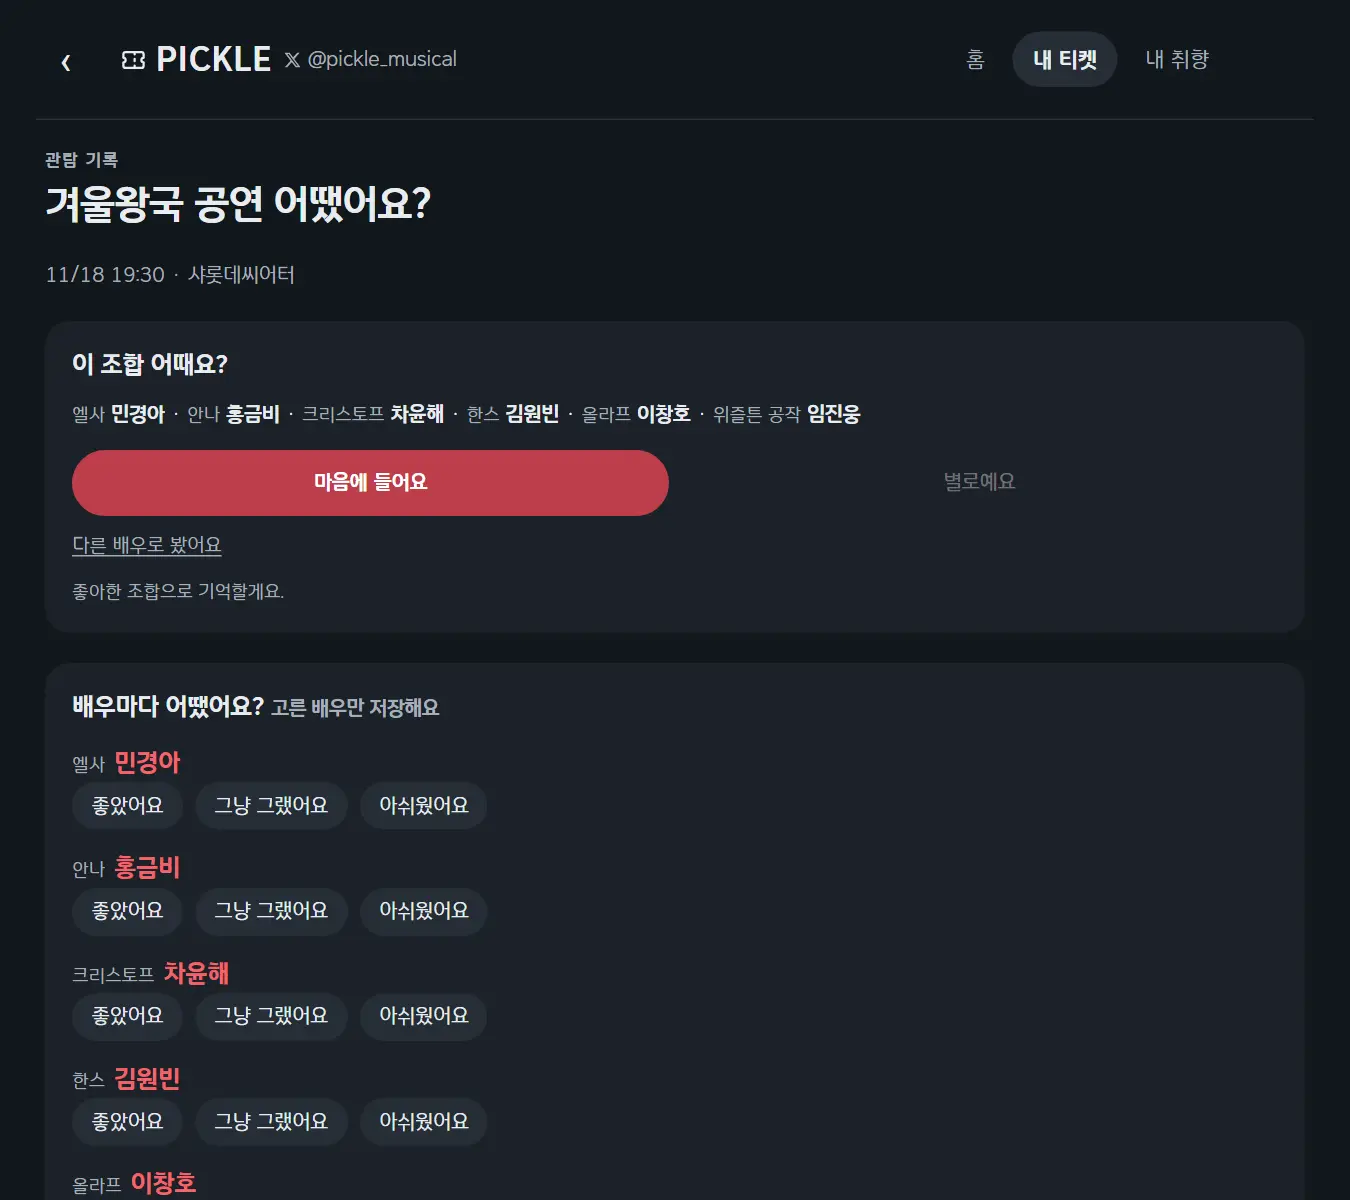 ‹ PICKLE 𝕏 @pickle_musical 홈 내 티켓 내 취향
관람 기록
겨울왕국 공연 어땠어요?
11/18 19:30 · 샤롯데씨어터
이 조합 어때요?
엘사 민경아 · 안나 홍금비 · 크리스토프 차윤해 · 한스 김원빈 · 올라프 이창호 · 위즐튼 공작 임진웅
마음에 들어요 별로예요
다른 배우로 봤어요
좋아한 조합으로 기억할게요.
배우마다 어땠어요? 고른 배우만 저장해요
엘사 민경아
좋았어요 그냥 그랬어요 아쉬웠어요
안나 홍금비
좋았어요 그냥 그랬어요 아쉬웠어요
크리스토프 차윤해
좋았어요 그냥 그랬어요 아쉬웠어요
한스 김원빈
좋았어요 그냥 그랬어요 아쉬웠어요
올라프 이창호